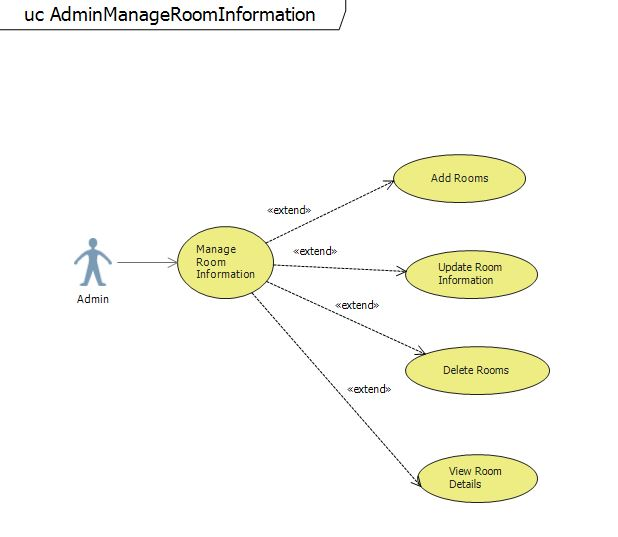 uc AdminManageRoomInformation
Add Rooms
«extend»
Manage
Room
Information
«extend»
Update Room
Information
Admin
«extend»
Delete Rooms
«extend»
View Room
Details